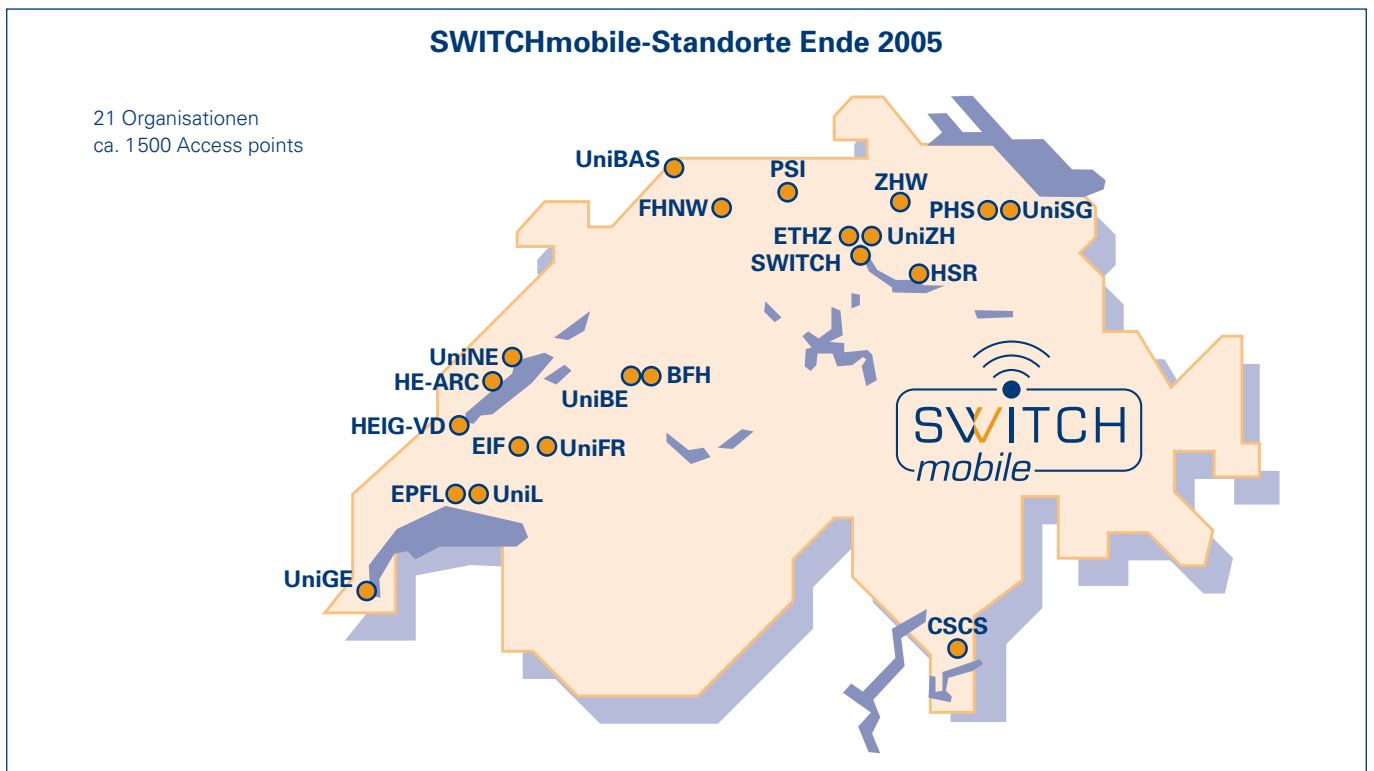 SWITCHmobile-Standorte Ende 2005
21 Organisationen
ca. 1500 Access points
UniBAS
PSI
FHNW
ZHW
PHS
UniSG
ETHZ
UniZH
SWITCH
HSR
UniNE
HE-ARC
UniBE
BFH
HEIG-VD
EIF
UniFR
EPFL
UniL
UniGE
CSCS
SWITCH
mobile